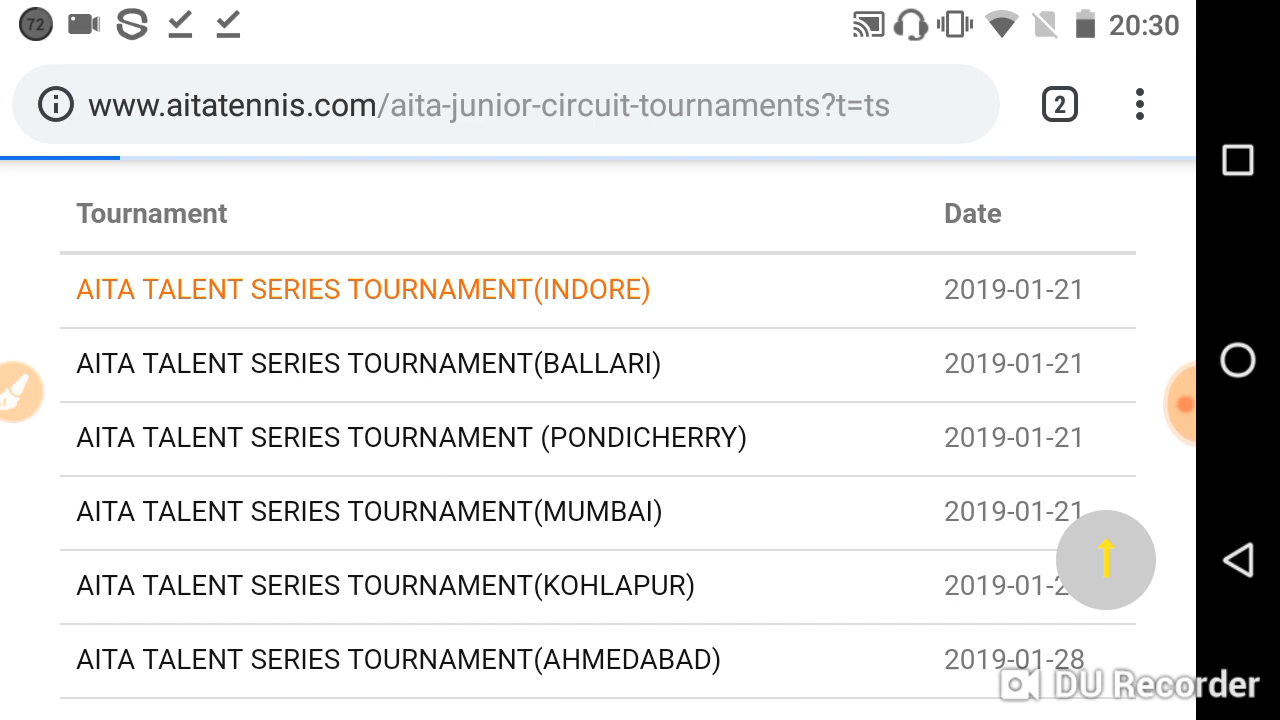 72
20:30
www.aitatennis.com/aita-junior-circuit-tournaments?t=ts
2
Tournament Date
AITA TALENT SERIES TOURNAMENT(INDORE) 2019-01-21
AITA TALENT SERIES TOURNAMENT(BALLARI) 2019-01-21
AITA TALENT SERIES TOURNAMENT (PONDICHERRY) 2019-01-21
AITA TALENT SERIES TOURNAMENT(MUMBAI) 2019-01-21
AITA TALENT SERIES TOURNAMENT(KOHLAPUR)
AITA TALENT SERIES TOURNAMENT(AHMEDABAD) 2019-01-28
DU Recorder